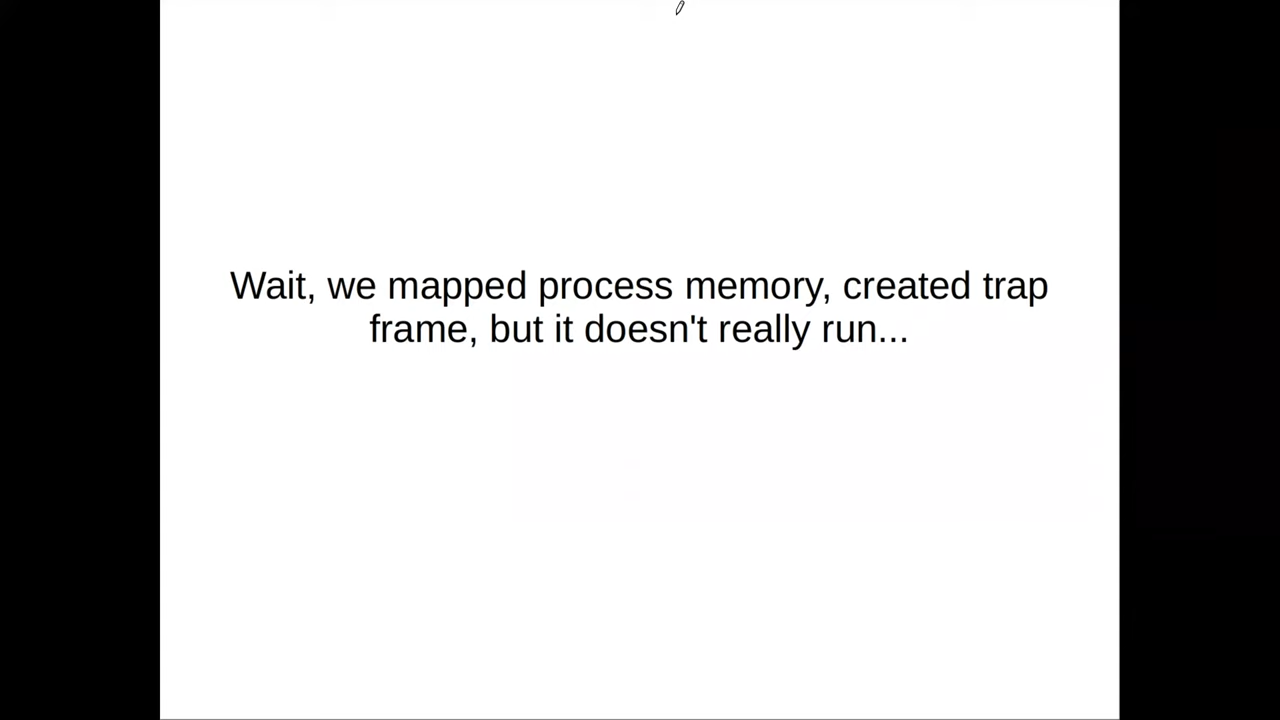 Wait, we mapped process memory, created trap
frame, but it doesn't really run...